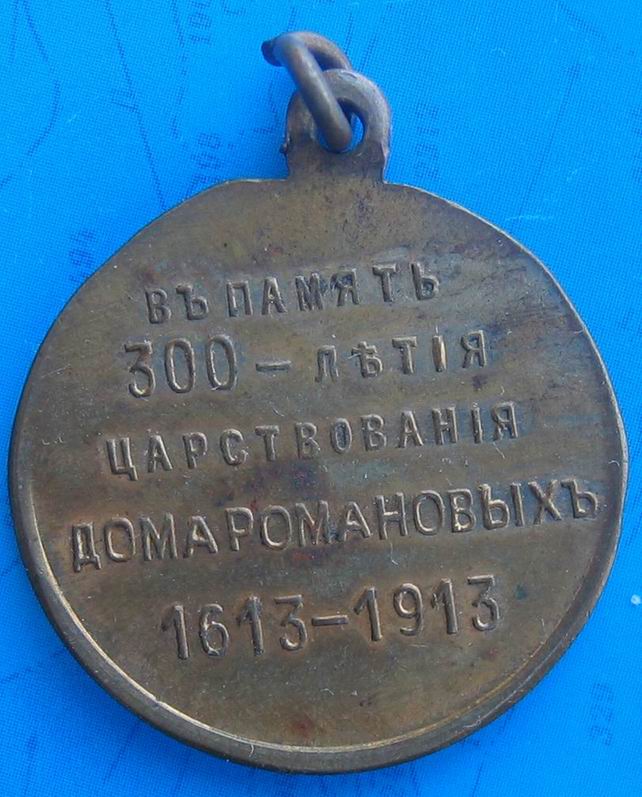 ВЪ ПАМЯТЬ
300 – ЛѢТІЯ
ЦАРСТВОВАНІЯ
ДОМА РОМАНОВЫХЪ
1613–1913